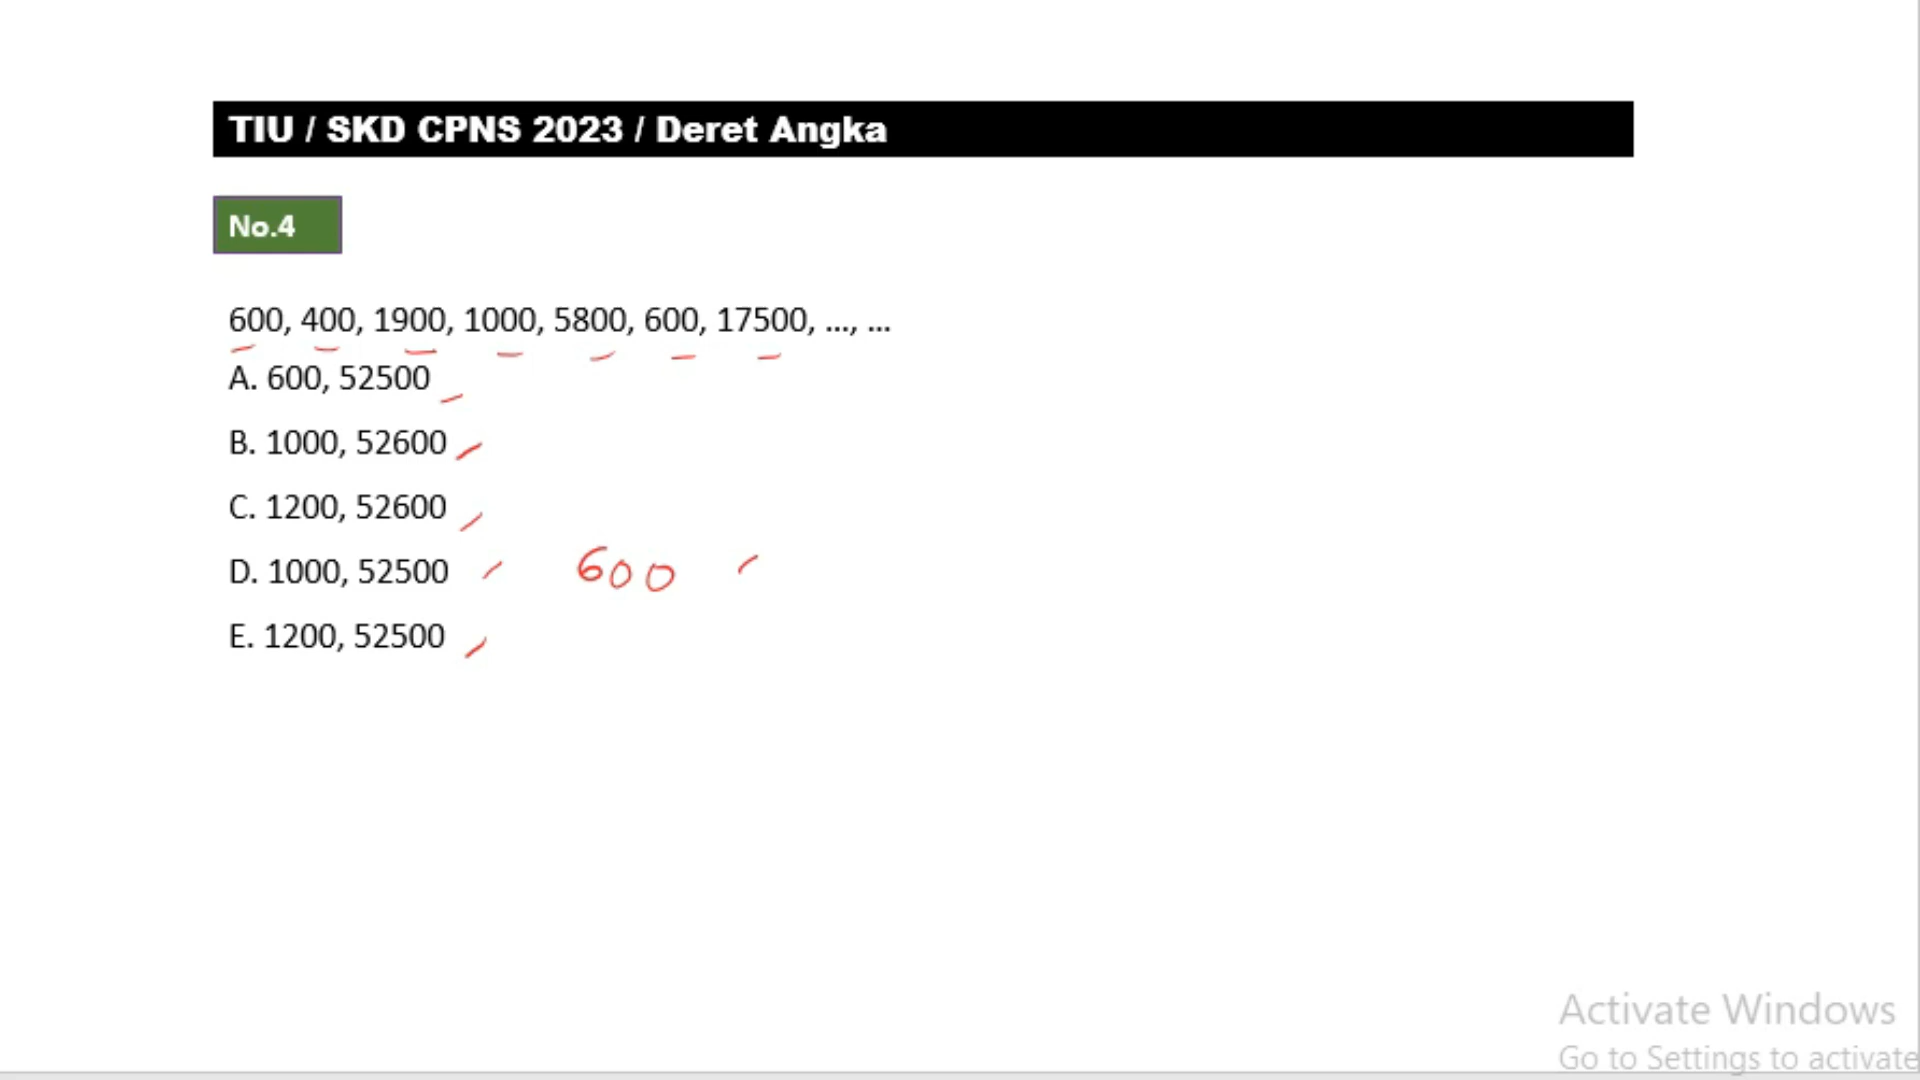 TIU / SKD CPNS 2023 / Deret Angka
No.4
600, 400, 1900, 1000, 5800, 600, 17500, ..., ...
A. 600, 52500
B. 1000, 52600
C. 1200, 52600
D. 1000, 52500
600
E. 1200, 52500
Activate Windows
Go to Settings to activate